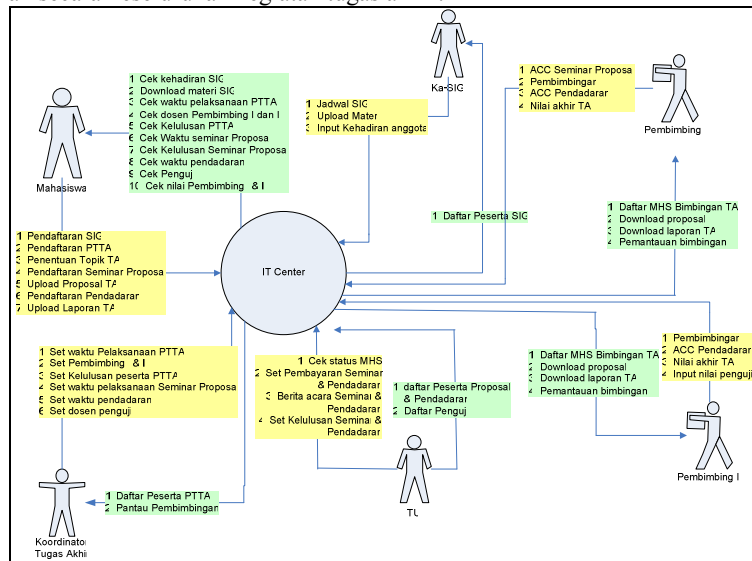 1 Cek kehadiran SIG
2 Download materi SIG
3 Cek waktu pelaksanaan PTTA
4 Cek dosen Pembimbing I dan I
5 Cek Kelulusan PTTA
6 Cek Waktu seminar Proposa
7 Cek Kelulusan Seminar Proposa
8 Cek waktu pendadaran
9 Cek Penguj
10 Cek nilai Pembimbing & I
Mahasiswa
Ka-SIG
1 Jadwal SIG
2 Upload Mater
3 Input Kehadiran anggota
1 ACC Seminar Proposa
2 Pembimbingar
3 ACC Pendadar
4 Nilai akhir TA
Pembimbing
1 Daftar Peserta SIG
1 Daftar MHS Bimbingan TA
2 Download proposal
3 Download laporan TA
4 Pemantauan bimbingan
1 Pendaftaran SIG
2 Pendaftaran PTTA
3 Penentuan Topik TA
4 Pendaftaran Seminar Proposa
5 Upload Proposal TA
6 Pendaftaran Pendadaran
7 Upload Laporan TA
IT Center
1 Set waktu Pelaksanaan PTTA
2 Set Pembimbing & I
3 Set Kelulusan peserta PTTA
4 Set waktu pelaksanaan Seminar Proposa
5 Set waktu pendadaran
6 Set dosen penguji
1 Cek status MHS
2 Set Pembayaran Seminar
& Pendadar
3 Berita acara Seminar &
Pendadar
4 Set Kelulusan Seminar &
Pendadar
1 daftar Peserta Proposal
& Pendadar
2 Daftar Penguj
1 Daftar MHS Bimbingan TA
2 Download proposal
3 Download laporan TA
4 Pemantauan bimbingan
1 Pembimbingar
2 ACC Pendadar
3 Nilai akhir TA
4 Input nilai penguji
Pembimbing I
Koordinator
Tugas Akhir
1 Daftar Peserta PTTA
2 Pantau Pembimbingan
TU